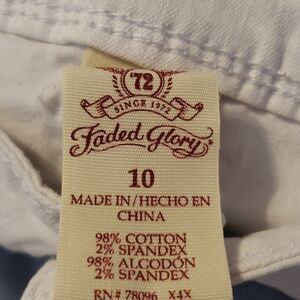 '72
SINCE 1972
Faded Glory®
10
MADE IN/HECHO EN
CHINA
98% COTTON
2% SPANDEX
98% ALGODÓN
2% SPANDEX
RN# 78096 X4X